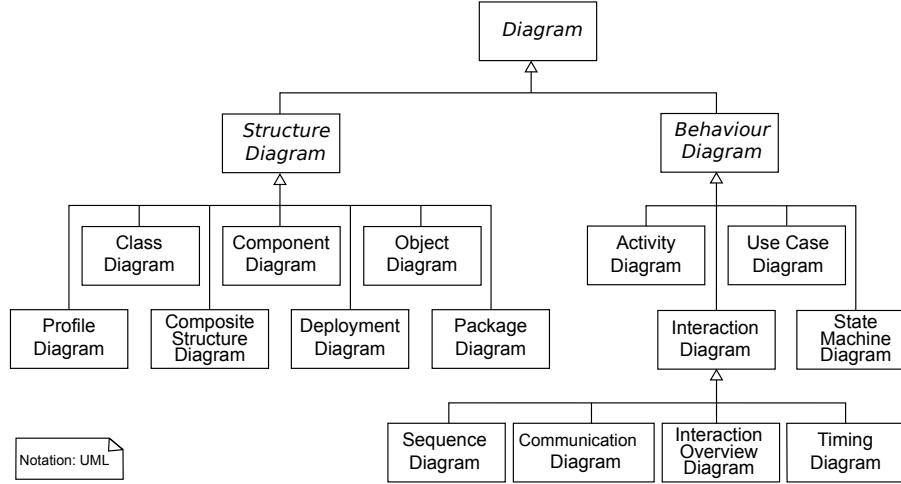 Diagram
Structure
Diagram
Behaviour
Diagram
Class
Diagram
Component
Diagram
Object
Diagram
Activity
Diagram
Use Case
Diagram
Profile
Diagram
Composite
Structure
Diagram
Deployment
Diagram
Package
Diagram
Interaction
Diagram
State
Machine
Diagram
Sequence
Diagram
Communication
Diagram
Interaction
Overview
Diagram
Timing
Diagram
Notation: UML